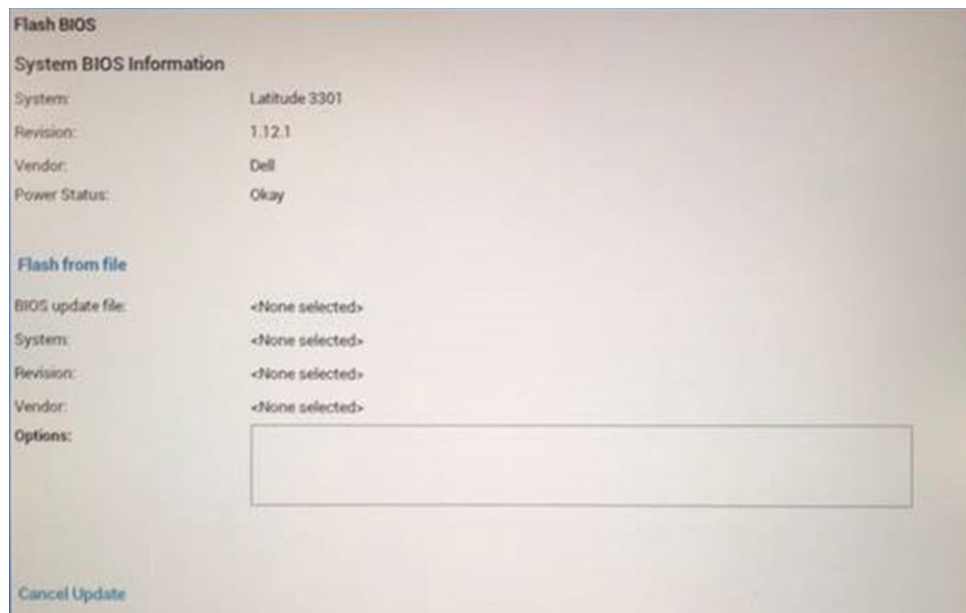 Flash BIOS
System BIOS Information
System: Latitude 3301
Revision: 1.12.1
Vendor: Dell
Power Status: Okay
Flash from file
BIOS update file: <None selected>
System: <None selected>
Revision: <None selected>
Vendor: <None selected>
Options:
Cancel Update